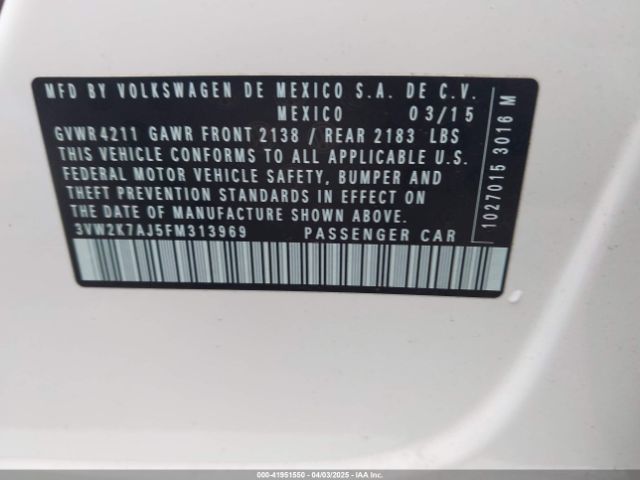 MFD BY VOLKSWAGEN DE MEXICO S.A. DE C.V.
MEXICO 03/15
GVWR 4211 GAWR FRONT 2138 / REAR 2183 LBS
THIS VEHICLE CONFORMS TO ALL APPLICABLE U.S.
FEDERAL MOTOR VEHICLE SAFETY, BUMPER AND
THEFT PREVENTION STANDARDS IN EFFECT ON
THE DATE OF MANUFACTURE SHOWN ABOVE.
3VW2K7AJ5FM313969 PASSENGER CAR
1027015 3016 M
000-41951550 - 04/03/2025 - IAA Inc.